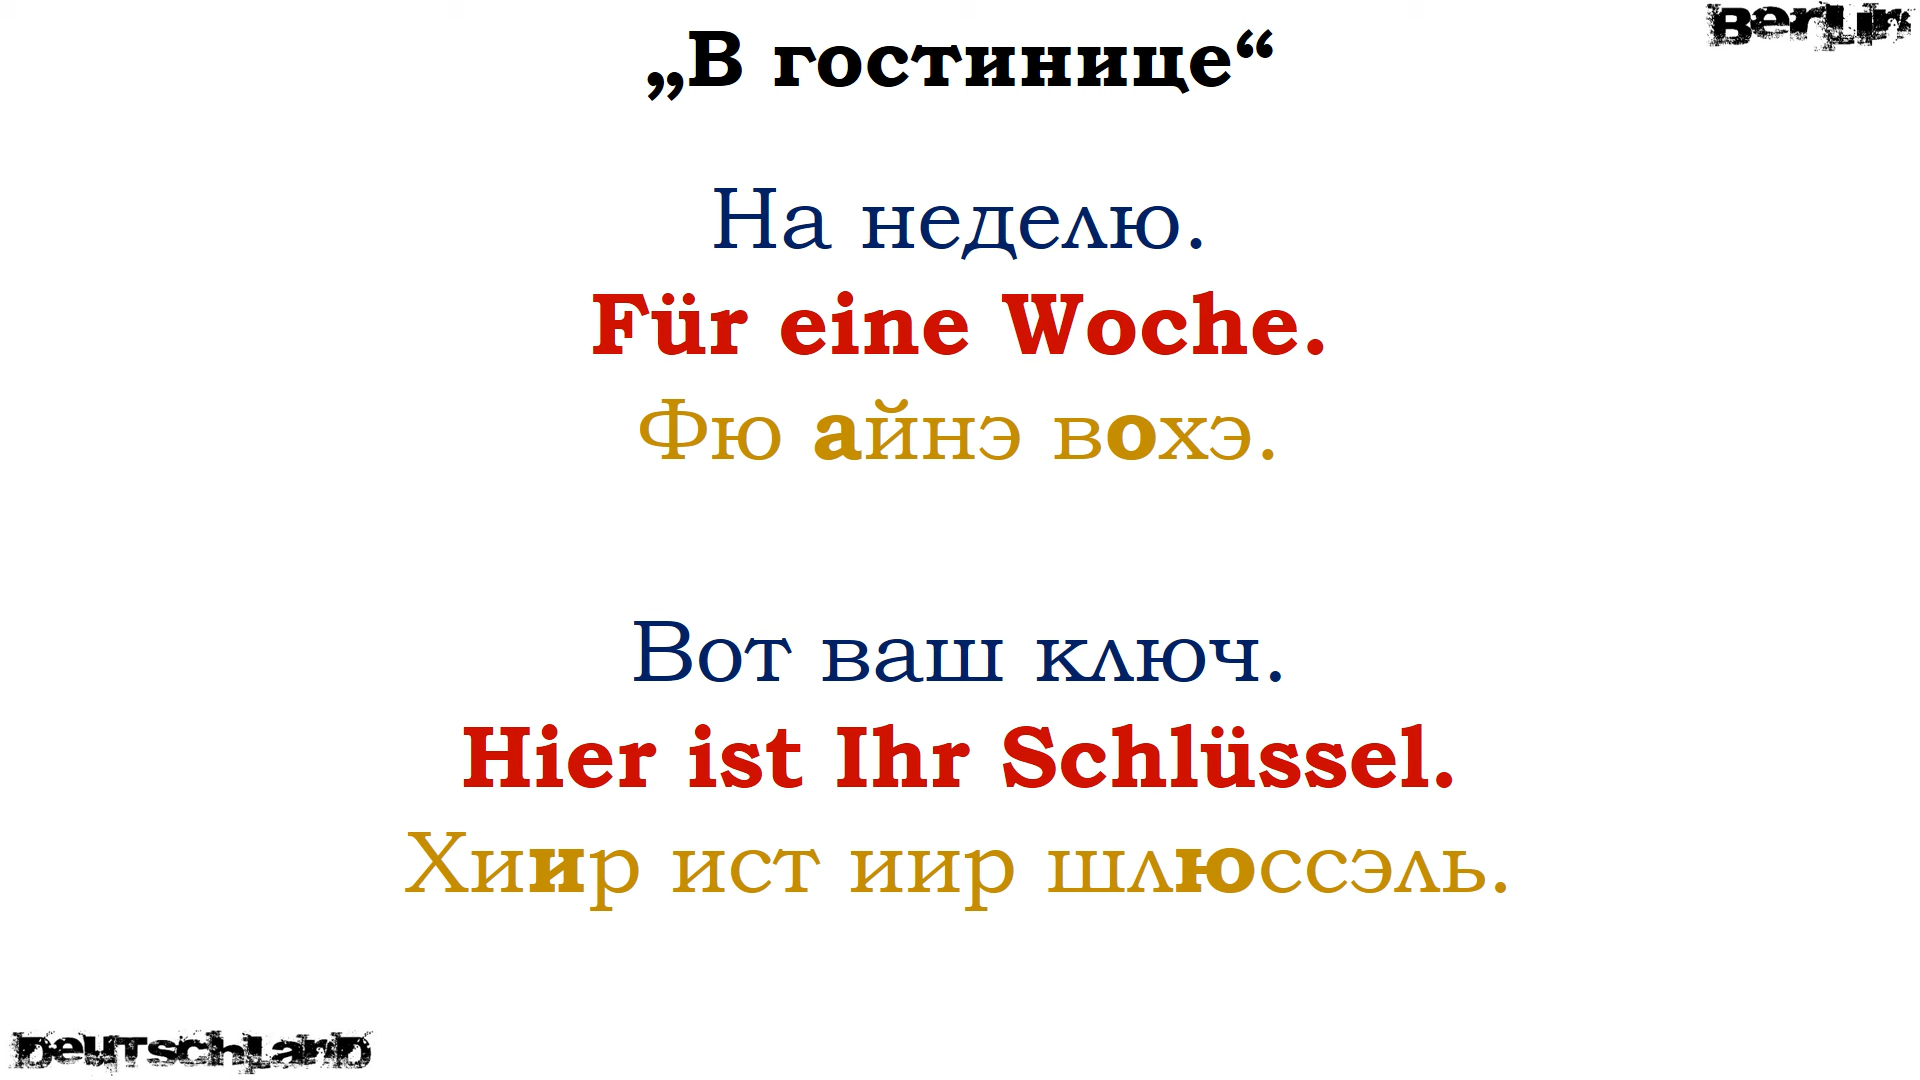 „В гостинице“
Berlin
На неделю.
Für eine Woche.
Фю айнэ вохэ.
Вот ваш ключ.
Hier ist Ihr Schlüssel.
Хиир ист иир шлюссэль.
Deutschland